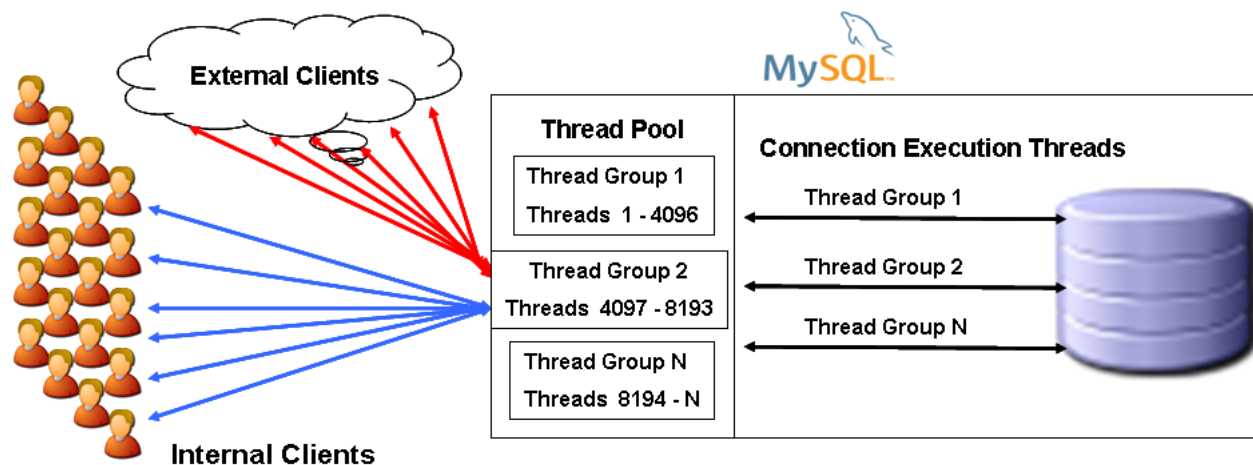 External Clients
MySQL™
Thread Pool
Thread Group 1
Threads 1 - 4096
Thread Group 2
Threads 4097 - 8193
Thread Group N
Threads 8194 - N
Connection Execution Threads
Thread Group 1
Thread Group 2
Thread Group N
Internal Clients